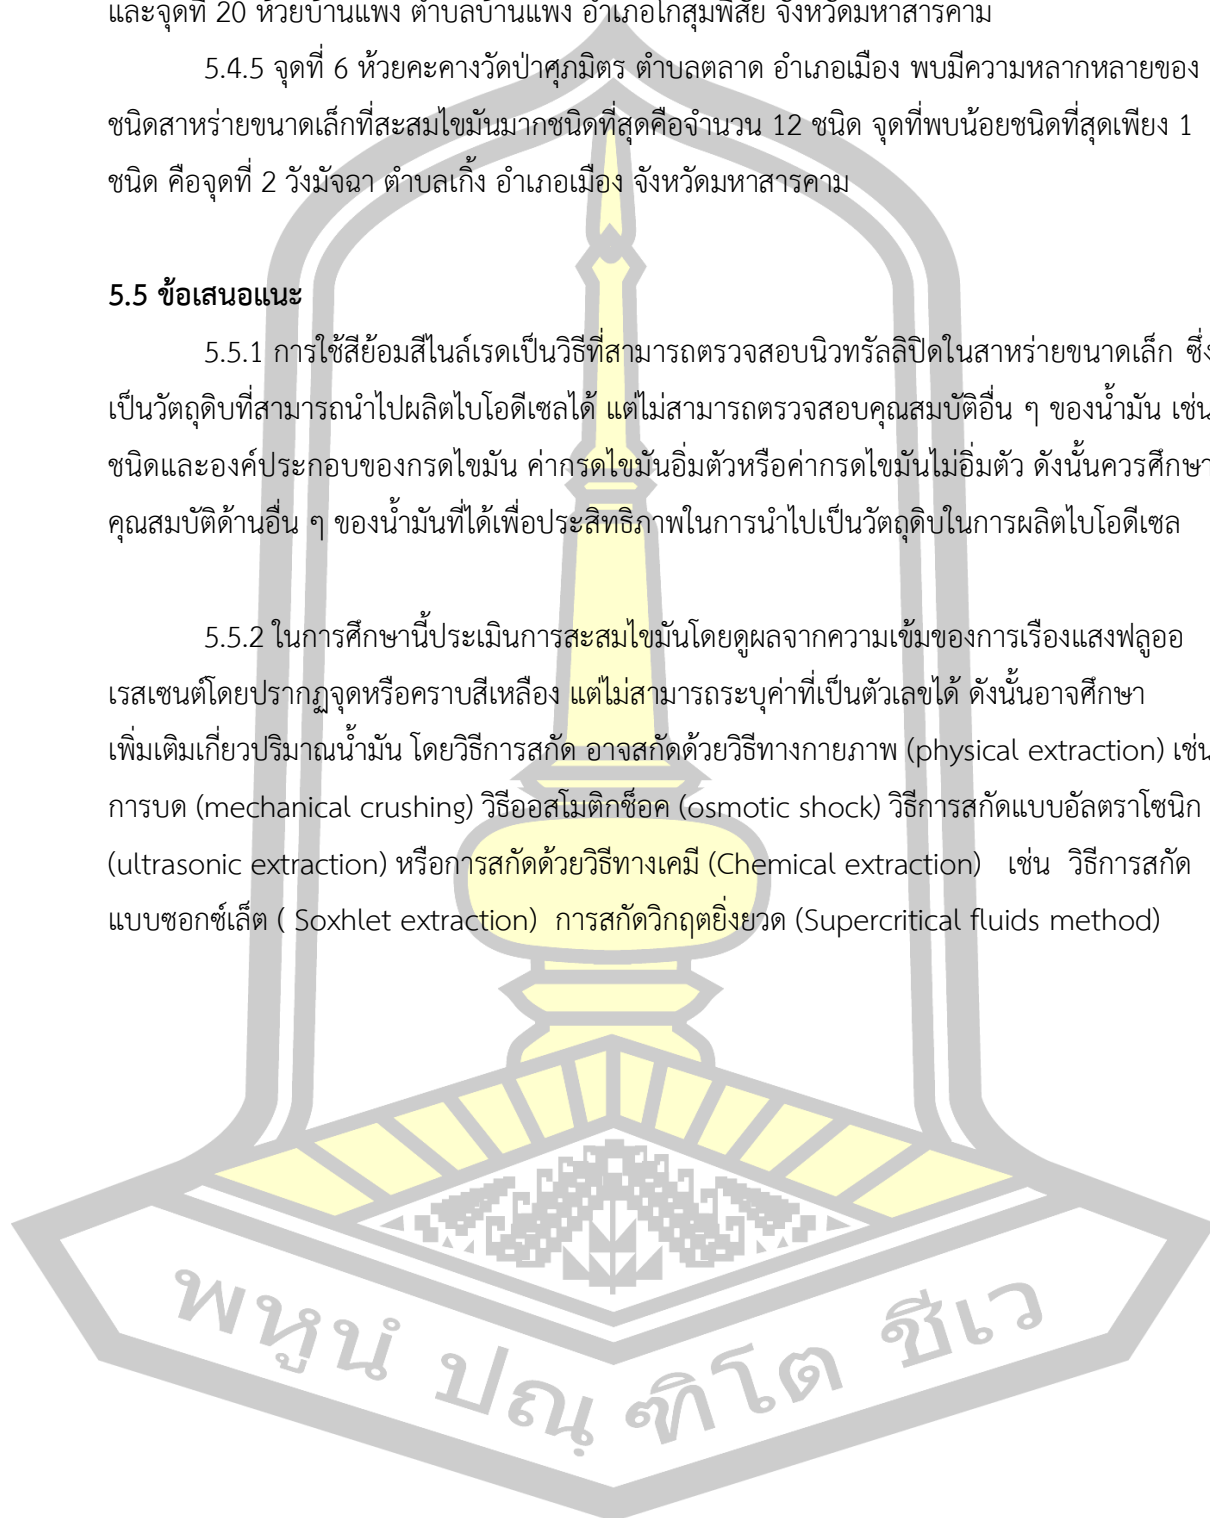 และจุดที่ 20 ห้วยบ้านแพง ตำบลบ้านแพง อำเภอโกสุมพิสัย จังหวัดมหาสารคาม
5.4.5 จุดที่ 6 ห้วยคะคางวัดป่าศุภมิตร ตำบลตลาด อำเภอเมือง พบมีความหลากหลายของ
ชนิดสาหร่ายขนาดเล็กที่สะสมไขมันมากชนิดที่สุดคือจำนวน 12 ชนิด จุดที่พบน้อยชนิดที่สุดเพียง 1
ชนิด คือจุดที่ 2 วังมัจฉา ตำบลเกิ้ง อำเภอเมือง จังหวัดมหาสารคาม
5.5 ข้อเสนอแนะ
5.5.1 การใช้สีย้อมสีไนล์เรดเป็นวิธีที่สามารถตรวจสอบนิวทรัลลิปิดในสาหร่ายขนาดเล็ก ซึ่ง
เป็นวัตถุดิบที่สามารถนำไปผลิตไบโอดีเซลได้ แต่ไม่สามารถตรวจสอบคุณสมบัติอื่น ๆ ของน้ำมัน เช่น
ชนิดและองค์ประกอบของกรดไขมัน ค่ากรดไขมันอิ่มตัวหรือค่ากรดไขมันไม่อิ่มตัว ดังนั้นควรศึกษา
คุณสมบัติด้านอื่น ๆ ของน้ำมันที่ได้เพื่อประสิทธิภาพในการนำไปเป็นวัตถุดิบในการผลิตไบโอดีเซล
5.5.2 ในการศึกษานี้ประเมินการสะสมไขมันโดยดูผลจากความเข้มของการเรืองแสงฟลูออ
เรสเซนต์โดยปรากฏจุดหรือคราบสีเหลือง แต่ไม่สามารถระบุค่าที่เป็นตัวเลขได้ ดังนั้นอาจศึกษา
เพิ่มเติมเกี่ยวปริมาณน้ำมัน โดยวิธีการสกัด อาจสกัดด้วยวิธีทางกายภาพ (physical extraction) เช่น
การบด (mechanical crushing) วิธีออสโมติกช็อค (osmotic shock) วิธีการสกัดแบบอัลตราโซนิก
(ultrasonic extraction) หรือการสกัดด้วยวิธีทางเคมี (Chemical extraction) เช่น วิธีการสกัด
แบบซอกซ์เล็ต ( Soxhlet extraction) การสกัดวิกฤตยิ่งยวด (Supercritical fluids method)
พหูนํ ปณฺฑิโต ชีเว